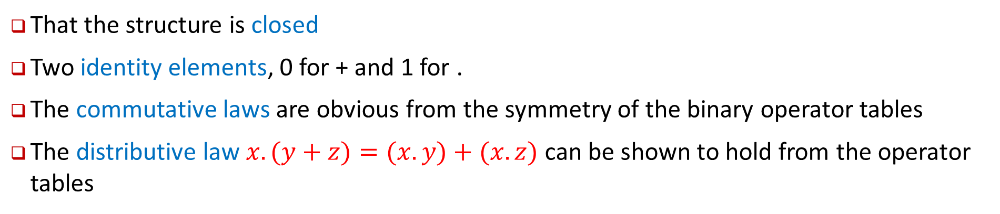 ❑ That the structure is closed
❑ Two identity elements, 0 for + and 1 for .
❑ The commutative laws are obvious from the symmetry of the binary operator tables
❑ The distributive law x. (y + z) = (x. y) + (x. z) can be shown to hold from the operator
tables